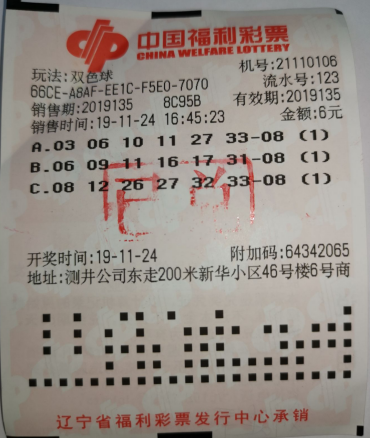 中国福利彩票
CHINA WELFARE LOTTERY
玩法:双色球 机号:21110106
66CE-A8AF-EE1C-F5E0-7070 流水号:123
销售期:2019135 8C95B 有效期:2019135
销售时间:19-11-24 16:45:23 金额:6元
A.03 06 10 11 27 33-08 (1)
B.06 09 11 16 17 31-08 (1)
C.08 12 26 27 32 33-08 (1)
开奖时间:19-11-24 附加码:64342065
地址:测井公司东走200米新华小区46号楼6号商
辽宁省福利彩票发行中心承销